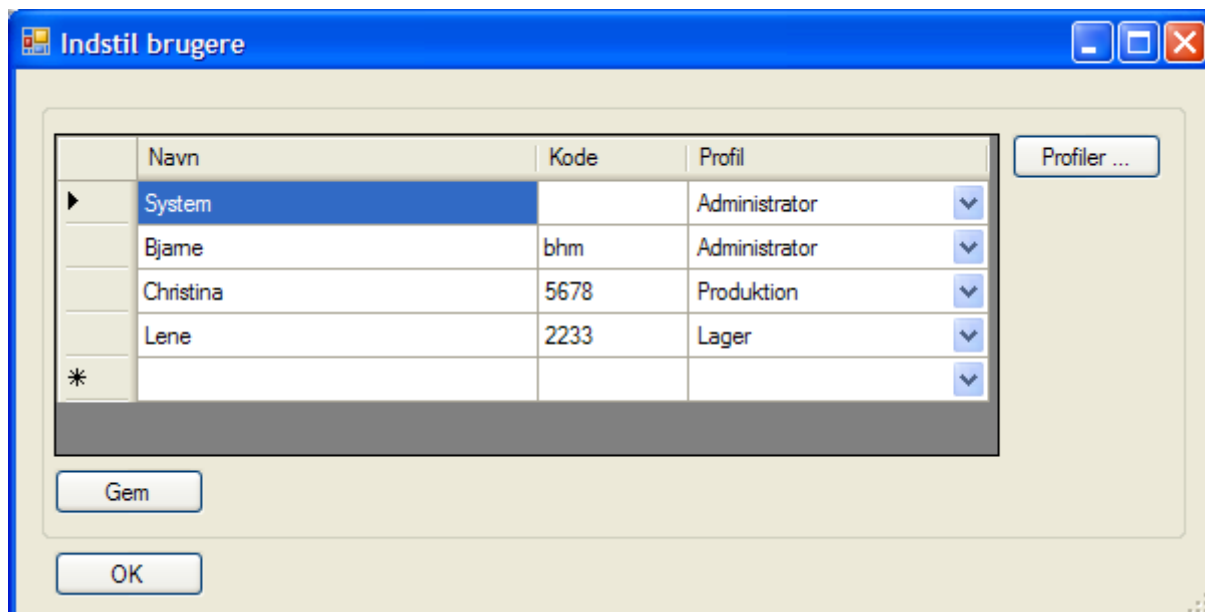 Indstil brugere
Navn Kode Profil
Profiler ...
System Administrator
Bjarne bhm Administrator
Christina 5678 Produktion
Lene 2233 Lager
Gem
OK